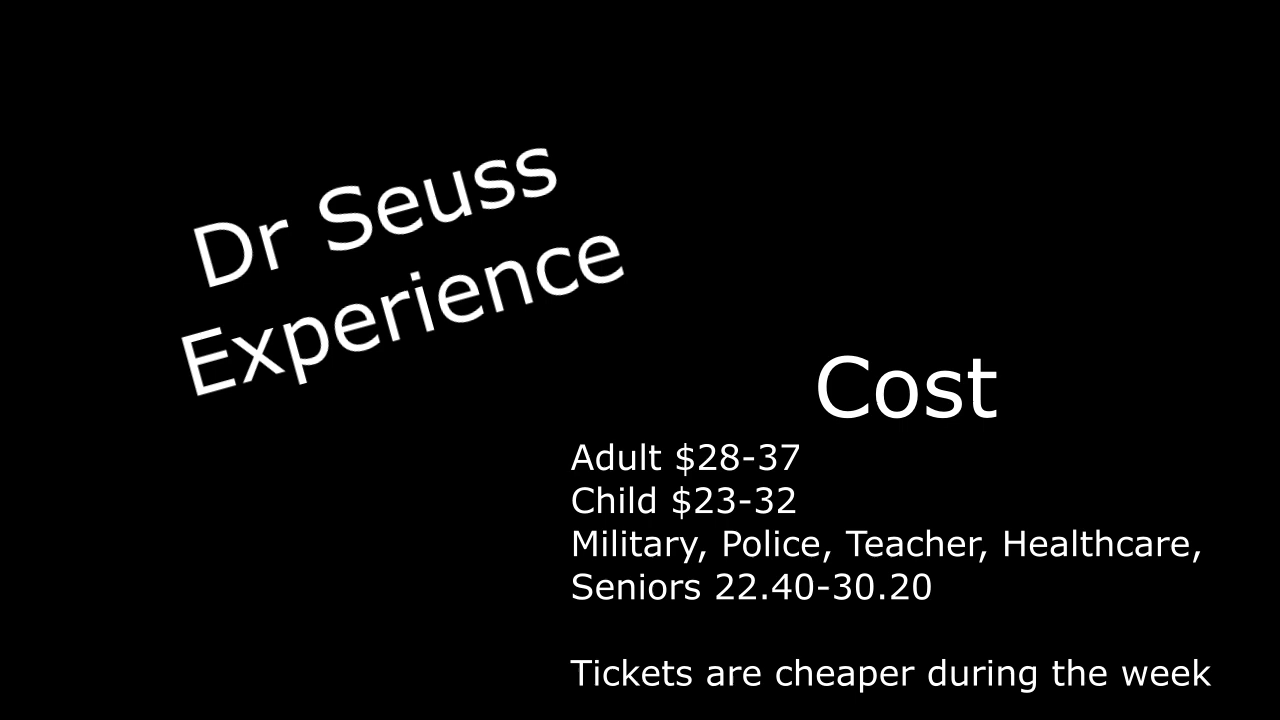 Dr Seuss
Experience
Cost
Adult $28-37
Child $23-32
Military, Police, Teacher, Healthcare,
Seniors 22.40-30.20
Tickets are cheaper during the week